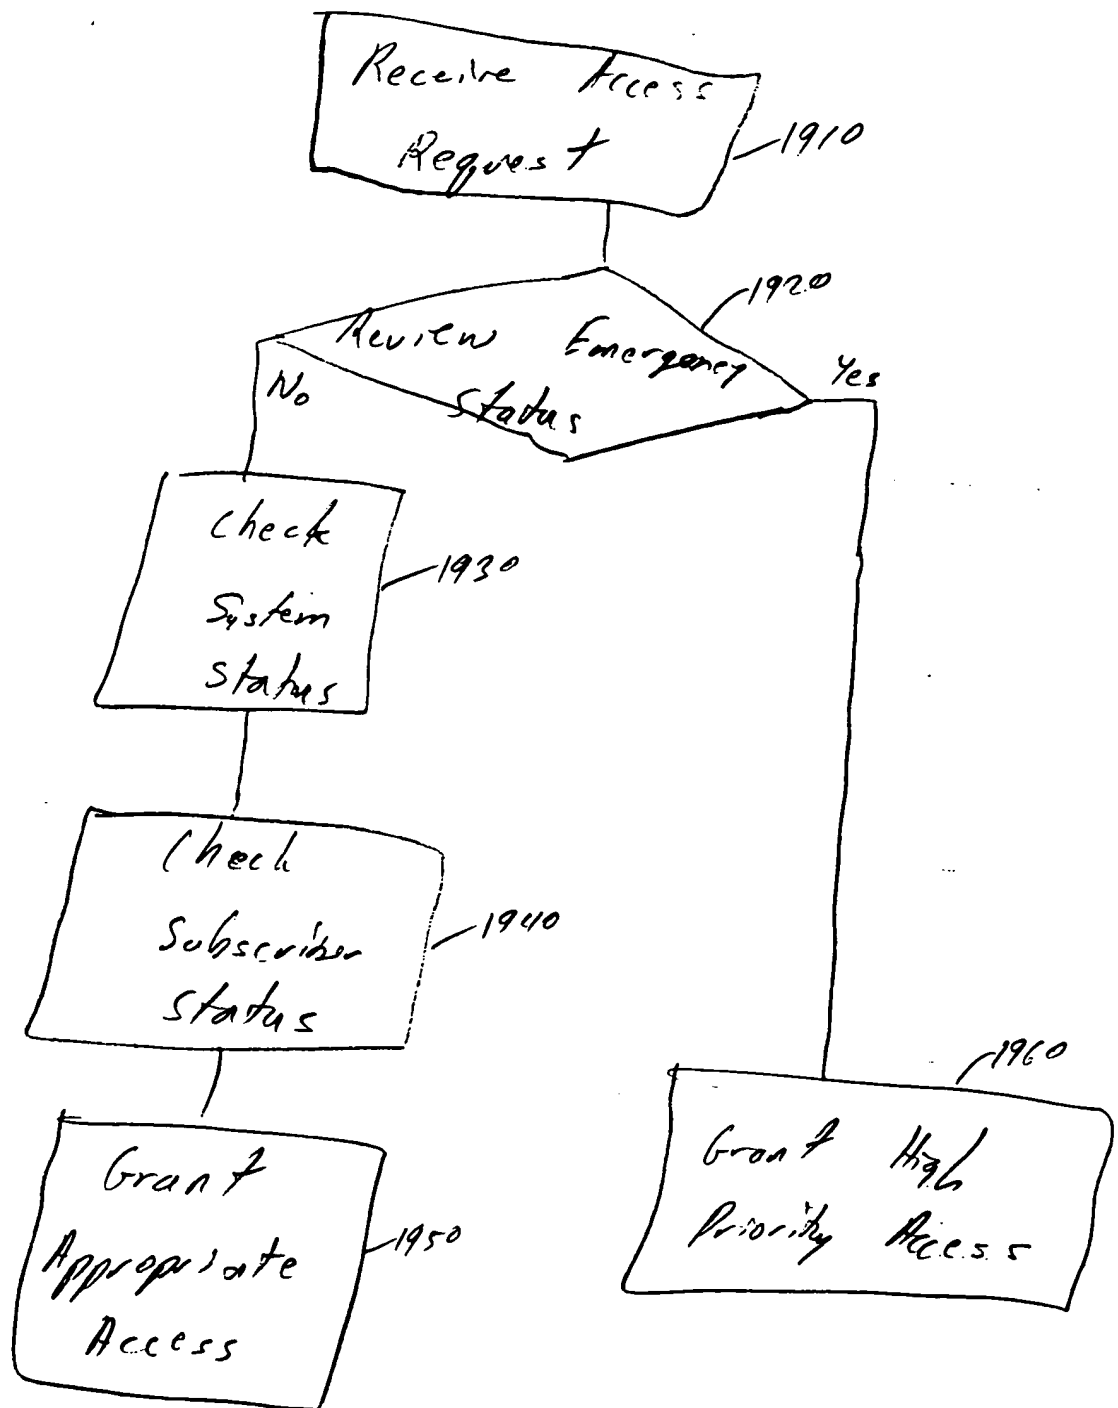 Receive Access
Request
1910
1920
Review Emergency
Status
Yes
No
Check
System
Status
1930
Check
Subscriber
Status
1940
Grant
Appropriate
Access
1950
1960
Grant High
Priority Access